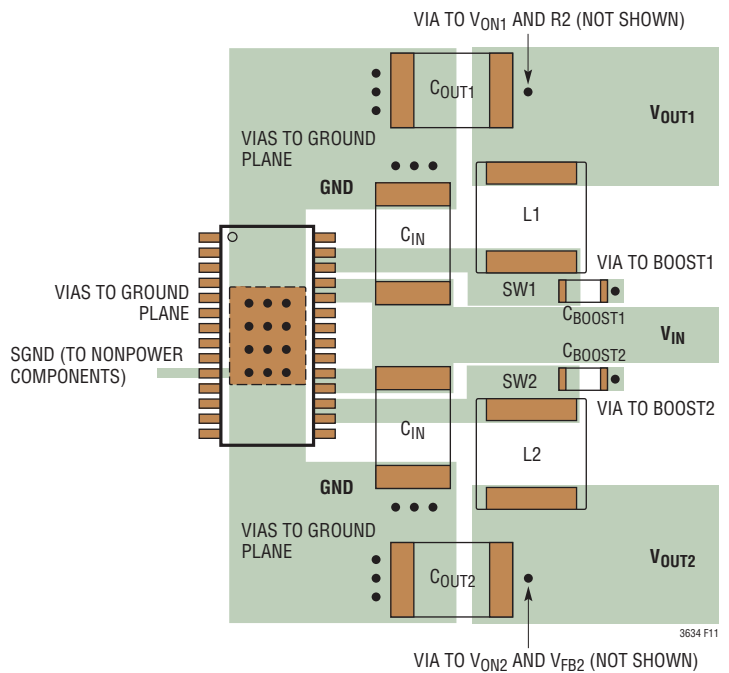 VIA TO VON1 AND R2 (NOT SHOWN)
COUT1
VOUT1
VIAS TO GROUND
PLANE
GND
CIN
L1
VIA TO BOOST1
SW1
CBOOST1
VIAS TO GROUND
PLANE
VIN
SGND (TO NONPOWER
COMPONENTS)
CBOOST2
SW2
VIA TO BOOST2
CIN
L2
GND
VIAS TO GROUND
PLANE
COUT2
VOUT2
3634 F11
VIA TO VON2 AND VFB2 (NOT SHOWN)